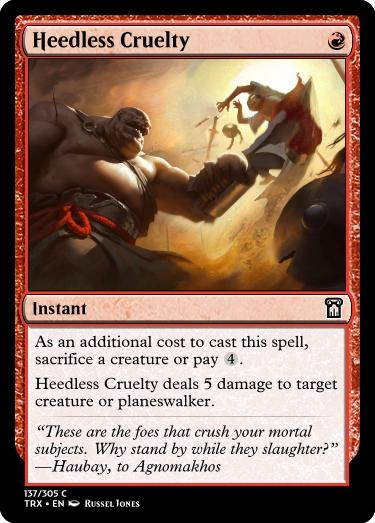 Heedless Cruelty
Instant
As an additional cost to cast this spell,
sacrifice a creature or pay 4.
Heedless Cruelty deals 5 damage to target
creature or planeswalker.
“These are the foes that crush your mortal
subjects. Why stand by while they slaughter?”
—Haubay, to Agnomakhos
137/305 C
TRX • EN Russel Jones